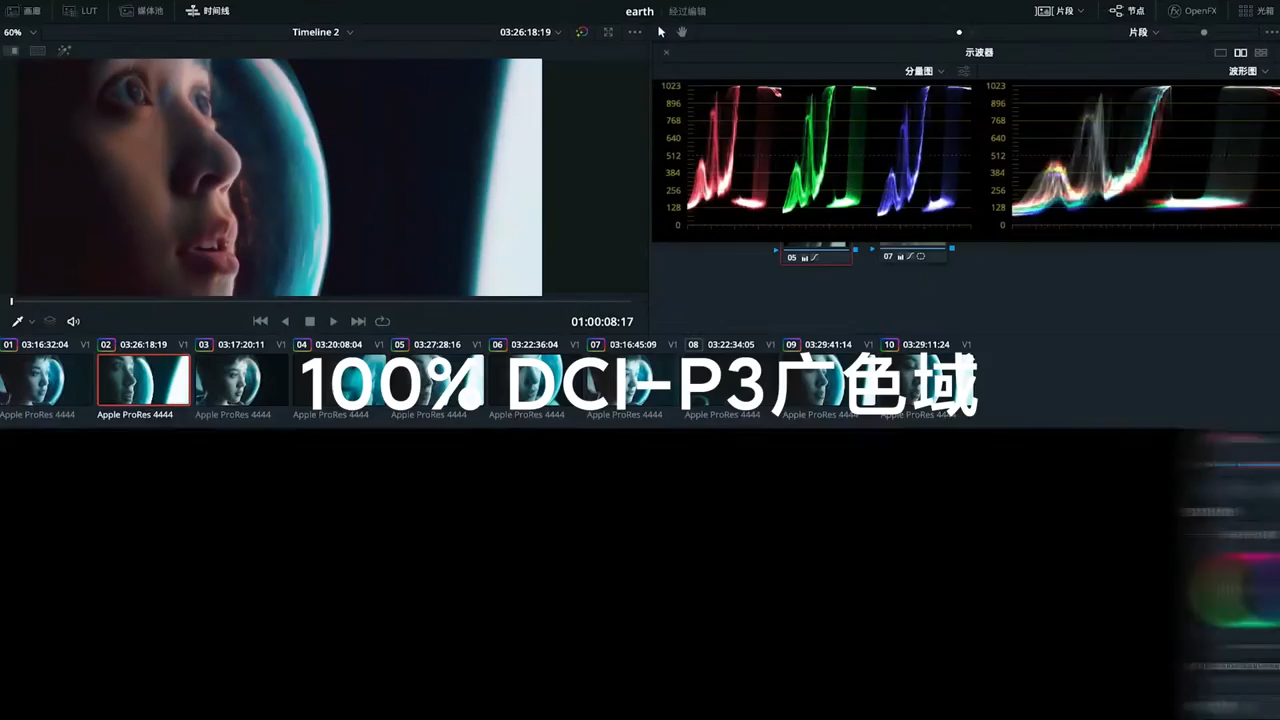 画廊 LUT 媒体池 时间线 earth 经过编辑 片段 节点 OpenFX 光箱
60% Timeline 2 03:26:18:19 片段
示波器
分量图 波形图
1023 1023
896 896
768 768
640 640
512 512
384 384
256 256
128 128
0 0
05 07
01:00:08:17
01 03:16:32:04 V1 02 03:26:18:19 V1 03 03:17:20:11 V1 04 03:20:08:04 V1 05 03:27:28:16 V1 06 03:22:36:04 V1 07 03:16:45:09 V1 08 03:22:34:05 V1 09 03:29:41:14 V1 10 03:29:11:24 V1
100% DCI-P3广色域
Apple ProRes 4444 Apple ProRes 4444 Apple ProRes 4444 Apple ProRes 4444 Apple ProRes 4444 Apple ProRes 4444 Apple ProRes 4444 Apple ProRes 4444 Apple ProRes 4444 Apple ProRes 4444